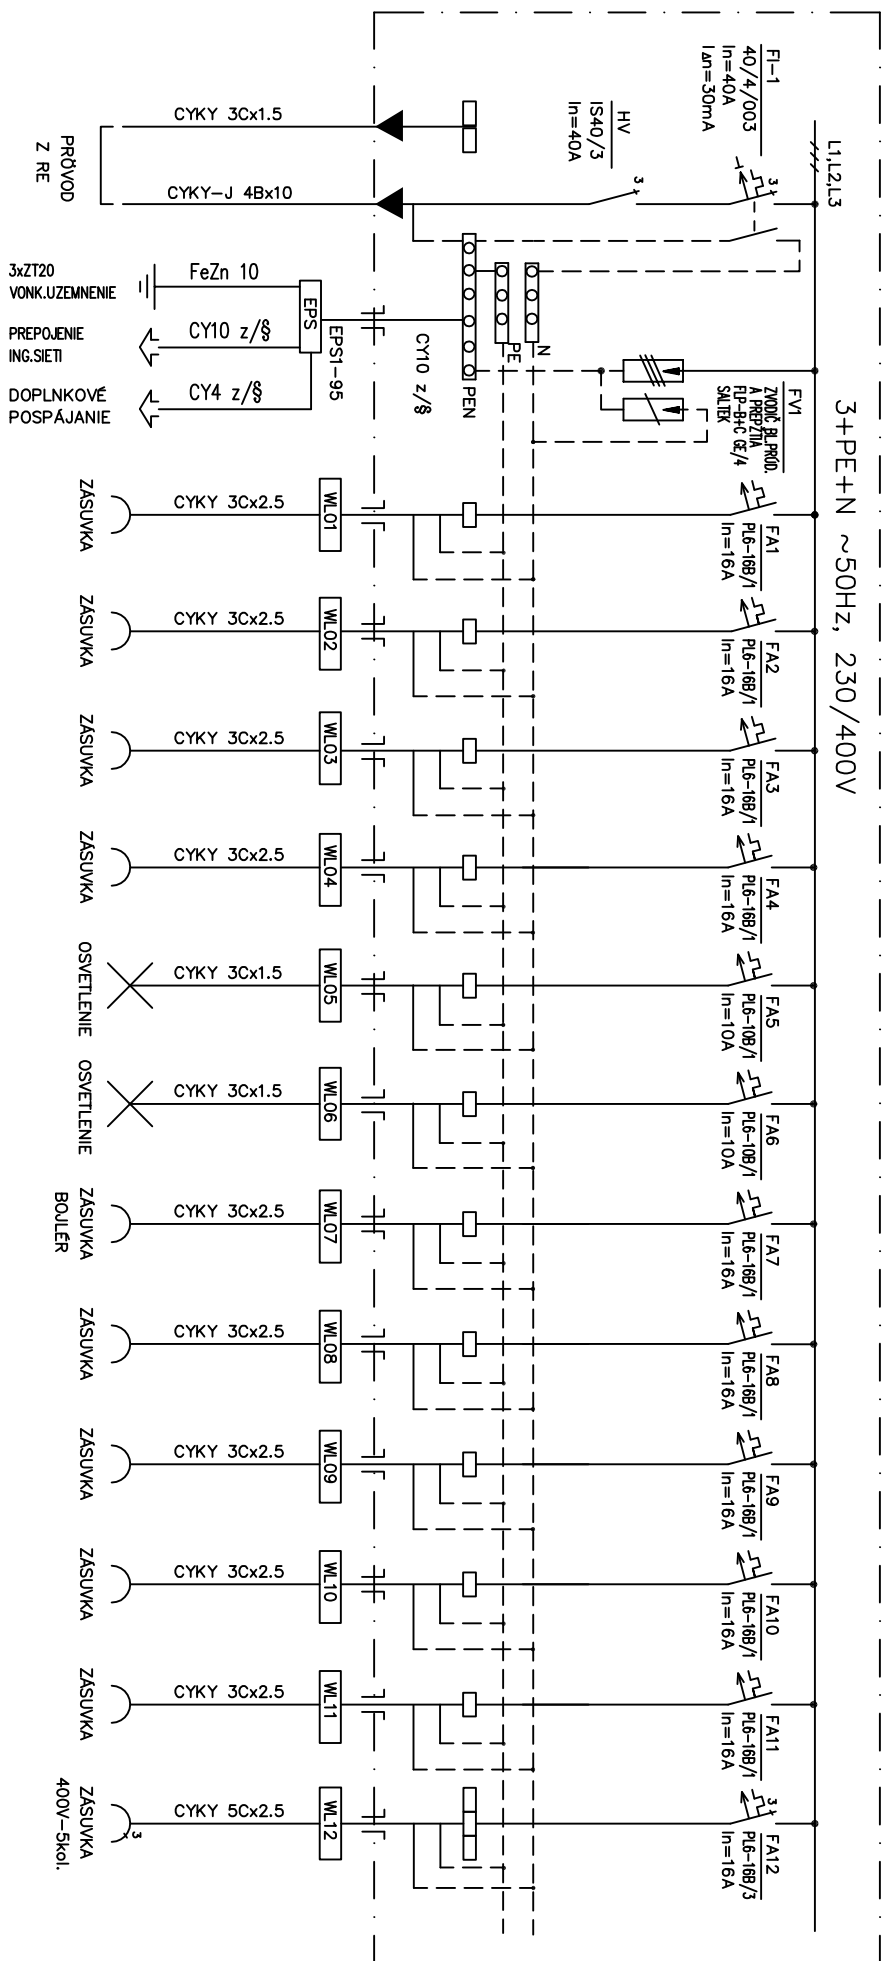 FI-1
40/4/003
In=40A
IΔn=30mA
L1,L2,L3
HV
IS40/3
In=40A
CYKY 3Cx1.5
PRÖVOD
Z RE
CYKY-J 4Bx10
3xZT20
VONK.UZEMNENIE
FeZn 10
PREPOJENIE
ING.SIETI
CY10 z/§
DOPLNKOVÉ
POSPÁJANIE
CY4 z/§
EPS
EPS1-95
CY10 z/§
PEN
PE
N
FV1
ZVODIČ BL.PRÚD.
A PREPZTIA
FLP-B+C GE/4
SALTEK
3+PE+N ~50Hz, 230/400V
ZÁSUVKA
CYKY 3Cx2.5
WL01
FA1
PL6-16B/1
In=16A
ZÁSUVKA
CYKY 3Cx2.5
WL02
FA2
PL6-16B/1
In=16A
ZÁSUVKA
CYKY 3Cx2.5
WL03
FA3
PL6-16B/1
In=16A
ZÁSUVKA
CYKY 3Cx2.5
WL04
FA4
PL6-16B/1
In=16A
OSVETLENIE
CYKY 3Cx1.5
WL05
FA5
PL6-10B/1
In=10A
OSVETLENIE
CYKY 3Cx1.5
WL06
FA6
PL6-10B/1
In=10A
ZÁSUVKA
BOJLÉR
CYKY 3Cx2.5
WL07
FA7
PL6-16B/1
In=16A
ZÁSUVKA
CYKY 3Cx2.5
WL08
FA8
PL6-16B/1
In=16A
ZÁSUVKA
CYKY 3Cx2.5
WL09
FA9
PL6-16B/1
In=16A
ZÁSUVKA
CYKY 3Cx2.5
WL10
FA10
PL6-16B/1
In=16A
ZÁSUVKA
CYKY 3Cx2.5
WL11
FA11
PL6-16B/1
In=16A
ZÁSUVKA
400V-5kol.
3
CYKY 5Cx2.5
WL12
3
FA12
PL6-16B/3
In=16A
3
3